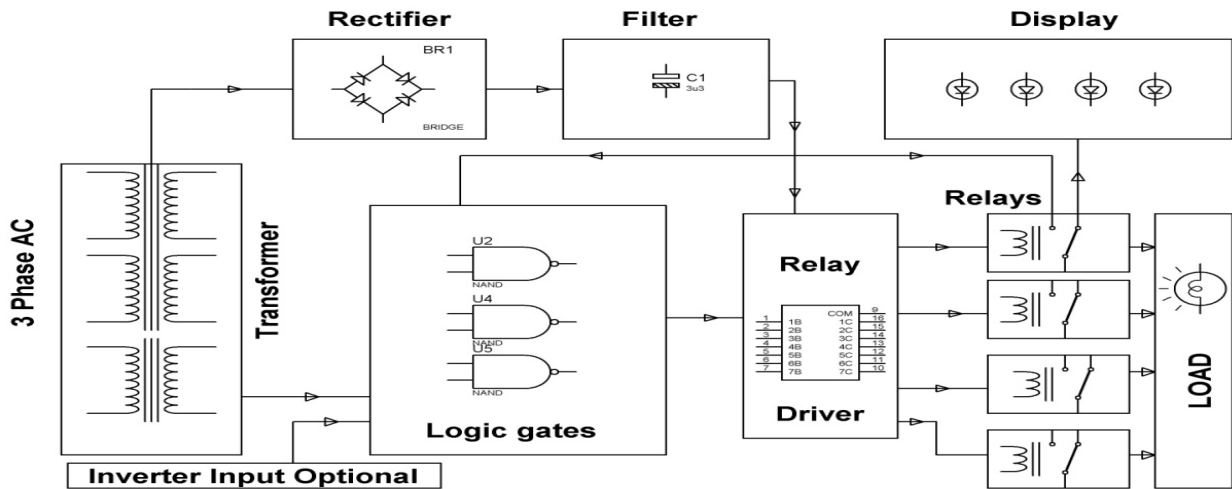 Rectifier
Filter
Display
BR1
BRIDGE
C1
3u3
3 Phase AC
Transformer
Relays
U2
NAND
U4
NAND
U5
NAND
Logic gates
Relay
1 1B
2 2B
3 3B
4 4B
5 5B
6 6B
7 7B
COM 9
1C 16
2C 15
3C 14
4C 13
5C 12
6C 11
7C 10
Driver
LOAD
Inverter Input Optional